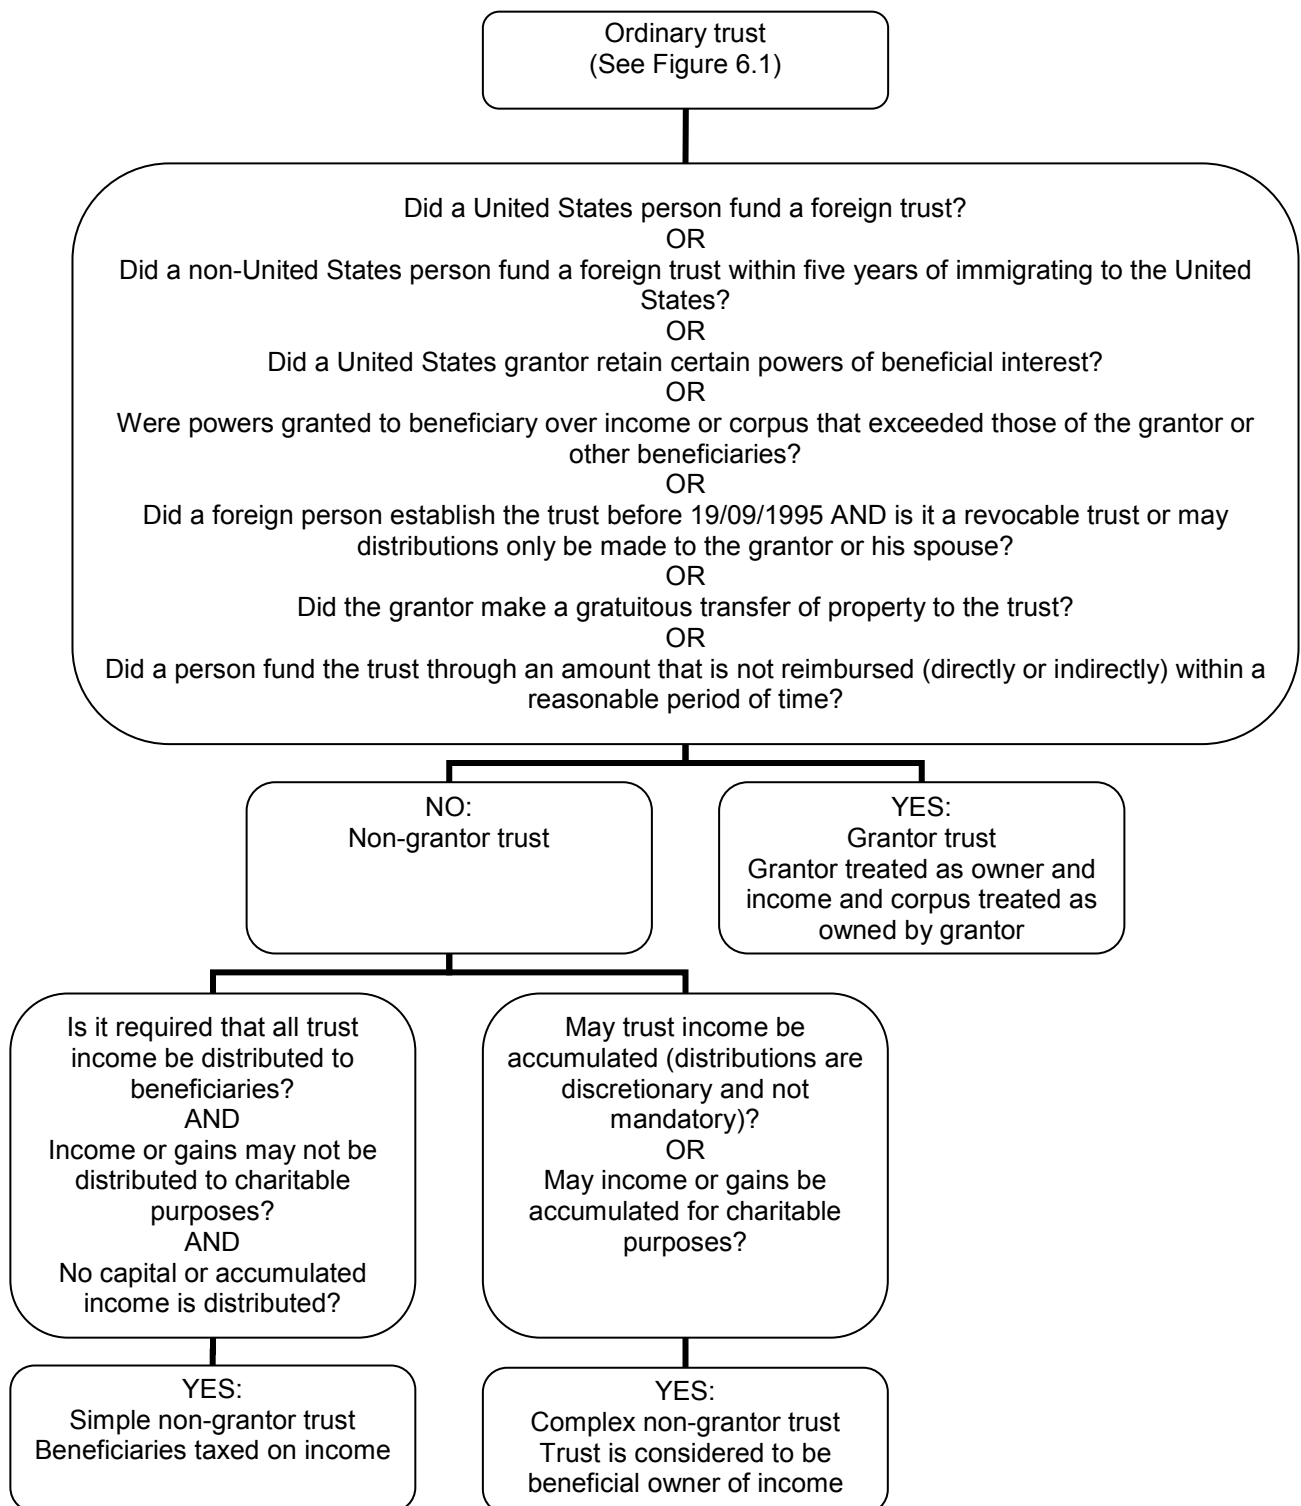 Ordinary trust
(See Figure 6.1)
Did a United States person fund a foreign trust?
OR
Did a non-United States person fund a foreign trust within five years of immigrating to the United
States?
OR
Did a United States grantor retain certain powers of beneficial interest?
OR
Were powers granted to beneficiary over income or corpus that exceeded those of the grantor or
other beneficiaries?
OR
Did a foreign person establish the trust before 19/09/1995 AND is it a revocable trust or may
distributions only be made to the grantor or his spouse?
OR
Did the grantor make a gratuitous transfer of property to the trust?
OR
Did a person fund the trust through an amount that is not reimbursed (directly or indirectly) within a
reasonable period of time?
NO:
Non-grantor trust
YES:
Grantor trust
Grantor treated as owner and
income and corpus treated as
owned by grantor
Is it required that all trust
income be distributed to
beneficiaries?
AND
Income or gains may not be
distributed to charitable
purposes?
AND
No capital or accumulated
income is distributed?
May trust income be
accumulated (distributions are
discretionary and not
mandatory)?
OR
May income or gains be
accumulated for charitable
purposes?
YES:
Simple non-grantor trust
Beneficiaries taxed on income
YES:
Complex non-grantor trust
Trust is considered to be
beneficial owner of income